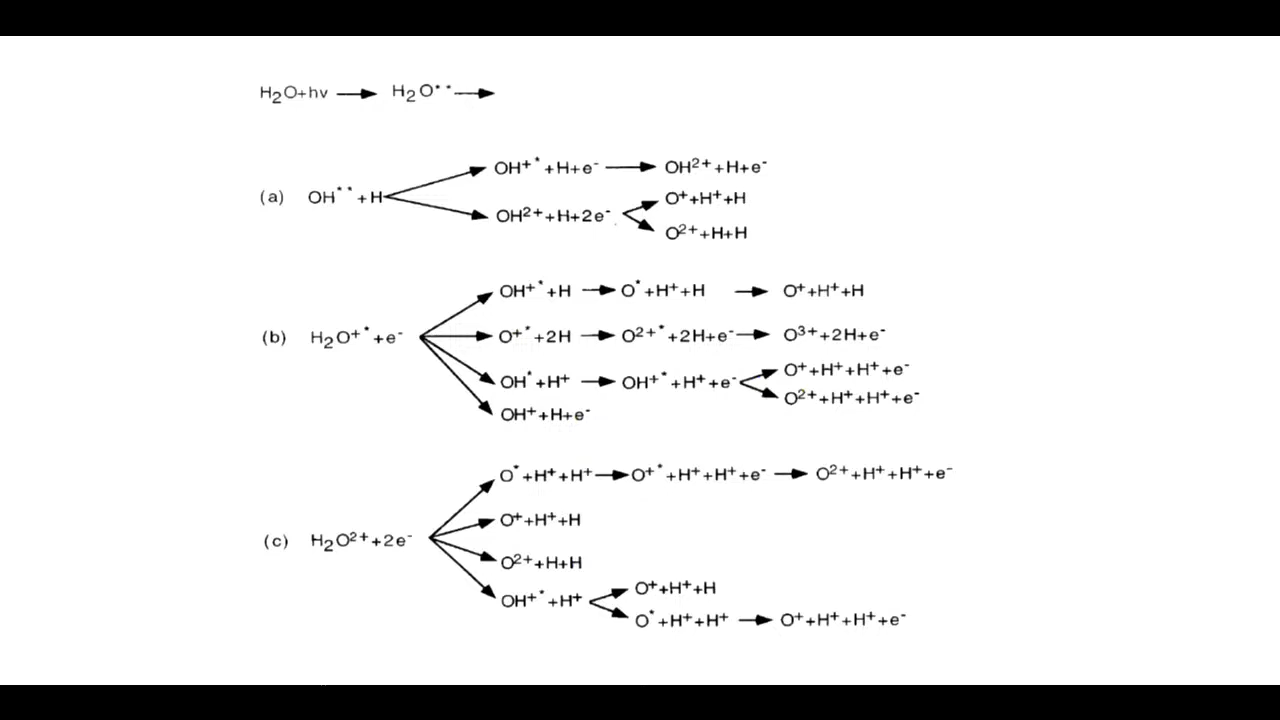 H₂O+hν → H₂O** →
OH⁺*+H+e⁻ → OH²⁺+H+e⁻
(a) OH**+H
O⁺+H⁺+H
OH²⁺+H+2e⁻
O²⁺+H+H
OH⁺*+H → O*+H⁺+H → O⁺+H⁺+H
(b) H₂O⁺*+e⁻ O⁺*+2H → O²⁺*+2H+e⁻ → O³⁺+2H+e⁻
O⁺+H⁺+H⁺+e⁻
OH*+H⁺ → OH⁺*+H⁺+e⁻
O²⁺+H⁺+H⁺+e⁻
OH⁺+H+e⁻
O*+H⁺+H⁺ → O⁺*+H⁺+H⁺+e⁻ → O²⁺+H⁺+H⁺+e⁻
O⁺+H⁺+H
(c) H₂O²⁺+2e⁻
O²⁺+H+H
O⁺+H⁺+H
OH⁺*+H⁺
O*+H⁺+H⁺ → O⁺+H⁺+H⁺+e⁻